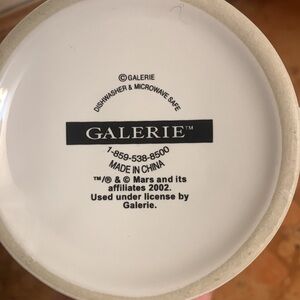 ©GALERIE
DISHWASHER & MICROWAVE SAFE
GALERIE™
1-859-538-8500
MADE IN CHINA
™/® & © Mars and its
affiliates 2002.
Used under license by
Galerie.